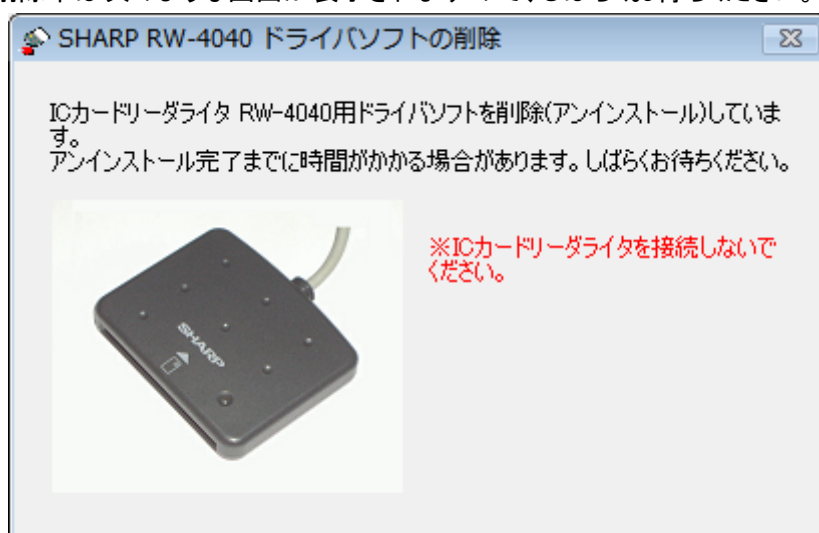 SHARP RW-4040 ドライバソフトの削除
ICカードリーダライタ RW-4040用ドライバソフトを削除(アンインストール)していま
す。
アンインストール完了までに時間がかかる場合があります。しばらくお待ちください。
※ICカードリーダライタを接続しないで
ください。
SHARP